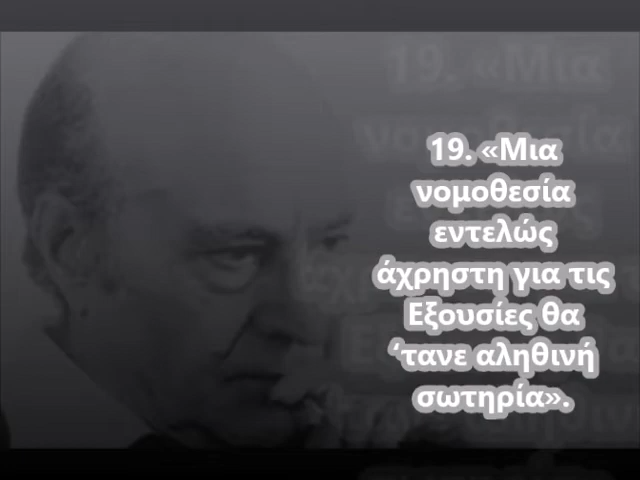 19. «Μια
νομοθεσία
εντελώς
άχρηστη για τις
Εξουσίες θα
‘τανε αληθινή
σωτηρία».